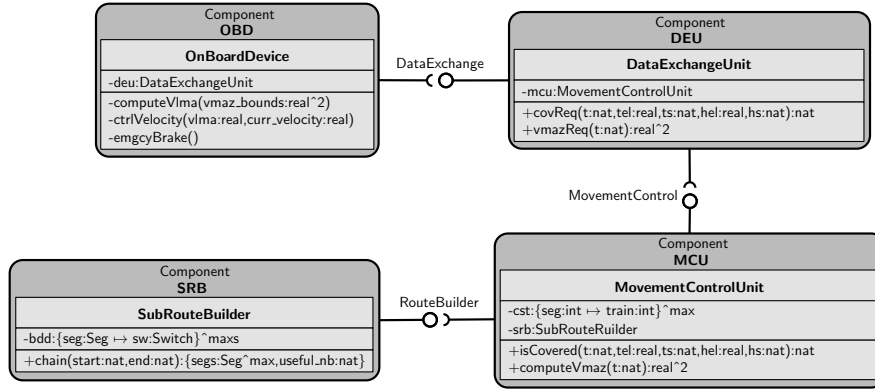 Component
OBD
OnBoardDevice
-deu:DataExchangeUnit
-computeVlma(vmaz_bounds:real^2)
-ctrlVelocity(vlma:real,curr_velocity:real)
-emgcyBrake()
DataExchange
Component
DEU
DataExchangeUnit
-mcu:MovementControlUnit
+covReq(t:nat,tel:real,ts:nat,hel:real,hs:nat):nat
+vmazReq(t:nat):real^2
MovementControl
Component
SRB
SubRouteBuilder
-bdd:{seg:Seg ↦ sw:Switch}^maxs
+chain(start:nat,end:nat):{segs:Seg^max,useful_nb:nat}
RouteBuilder
Component
MCU
MovementControlUnit
-cst:{seg:int ↦ train:int}^max
-srb:SubRouteRuilder
+isCovered(t:nat,tel:real,ts:nat,hel:real,hs:nat):nat
+computeVmaz(t:nat):real^2